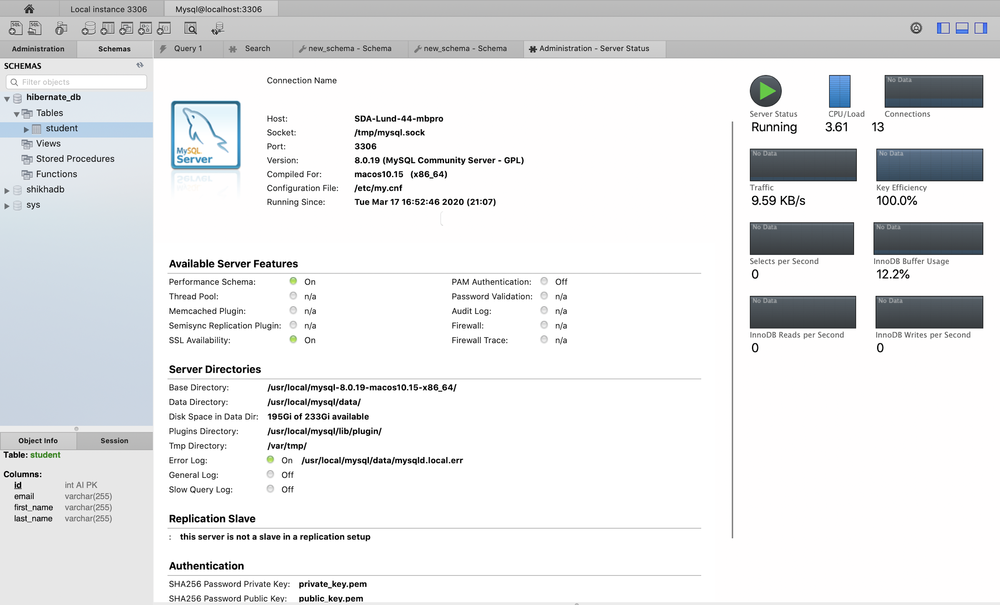 Local instance 3306
Mysql@localhost:3306
SQL
SQL
Administration
Schemas
Query 1
Search
new_schema - Schema
new_schema - Schema
Administration - Server Status
SCHEMAS
Filter objects
hibernate_db
Tables
student
Views
Stored Procedures
Functions
shikhadb
sys
Object Info
Session
Table: student
Columns:
id int AI PK
email varchar(255)
first_name varchar(255)
last_name varchar(255)
Connection Name
MySQL
Server
Host: SDA-Lund-44-mbpro
Socket: /tmp/mysql.sock
Port: 3306
Version: 8.0.19 (MySQL Community Server - GPL)
Compiled For: macos10.15 (x86_64)
Configuration File: /etc/my.cnf
Running Since: Tue Mar 17 16:52:46 2020 (21:07)
Available Server Features
Performance Schema: On
Thread Pool: n/a
Memcached Plugin: n/a
Semisync Replication Plugin: n/a
SSL Availability: On
PAM Authentication: Off
Password Validation: n/a
Audit Log: n/a
Firewall: n/a
Firewall Trace: n/a
Server Directories
Base Directory: /usr/local/mysql-8.0.19-macos10.15-x86_64/
Data Directory: /usr/local/mysql/data/
Disk Space in Data Dir: 195Gi of 233Gi available
Plugins Directory: /usr/local/mysql/lib/plugin/
Tmp Directory: /var/tmp/
Error Log: On /usr/local/mysql/data/mysqld.local.err
General Log: Off
Slow Query Log: Off
Replication Slave
: this server is not a slave in a replication setup
Authentication
SHA256 Password Private Key: private_key.pem
SHA256 Password Public Key: public_key.pem
Server Status
Running
CPU/Load
3.61
No Data
Connections
13
No Data
Traffic
9.59 KB/s
No Data
Key Efficiency
100.0%
No Data
Selects per Second
0
No Data
InnoDB Buffer Usage
12.2%
No Data
InnoDB Reads per Second
0
No Data
InnoDB Writes per Second
0